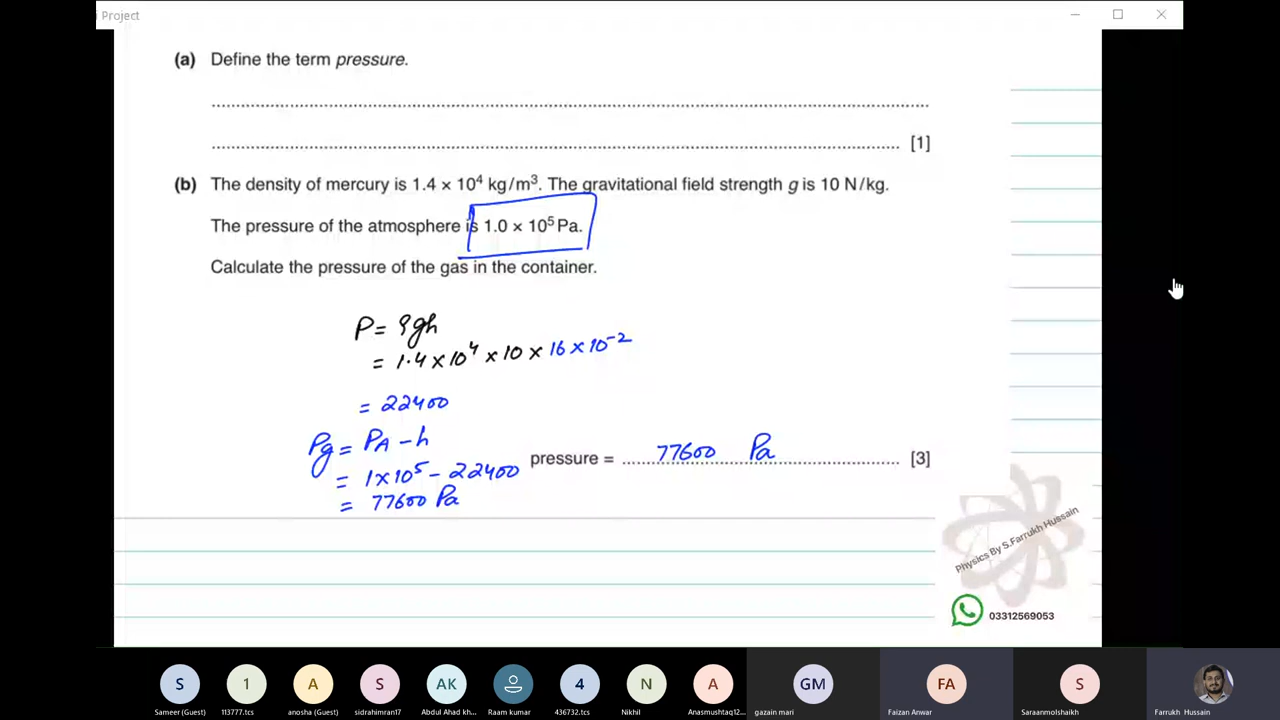 Project
(a) Define the term pressure.
[1]
(b) The density of mercury is 1.4 × 10⁴ kg/m³. The gravitational field strength g is 10 N/kg.
The pressure of the atmosphere is 1.0 × 10⁵ Pa.
Calculate the pressure of the gas in the container.
P = ρgh
= 1.4 × 10⁴ × 10 × 16 × 10⁻²
= 22400
Pg = PA - h
= 1 × 10⁵ - 22400
= 77600 Pa
pressure = 77600 Pa [3]
Physics By S.Farrukh Hussain
03312569053
S 1 A S AK 4 N A GM FA S
Sameer (Guest) 113777.tcs anosha (Guest) sidrahimran17 Abdul Ahad kh... Raam kumar 436732.tcs Nikhil Anasmushtaq12... gazain mari Faizan Anwar Saraanmolshaikh Farrukh Hussain